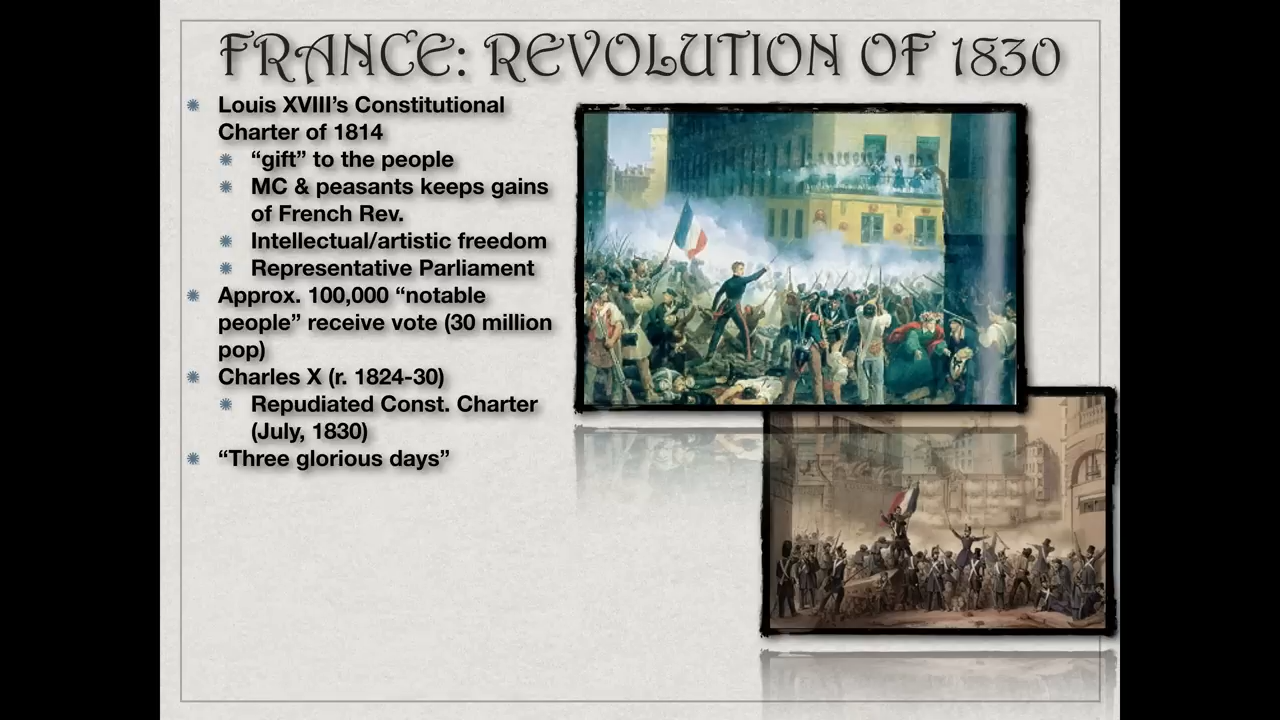 FRANCE: REVOLUTION OF 1830
Louis XVIII’s Constitutional
Charter of 1814
“gift” to the people
MC & peasants keeps gains
of French Rev.
Intellectual/artistic freedom
Representative Parliament
Approx. 100,000 “notable
people” receive vote (30 million
pop)
Charles X (r. 1824-30)
Repudiated Const. Charter
(July, 1830)
“Three glorious days”